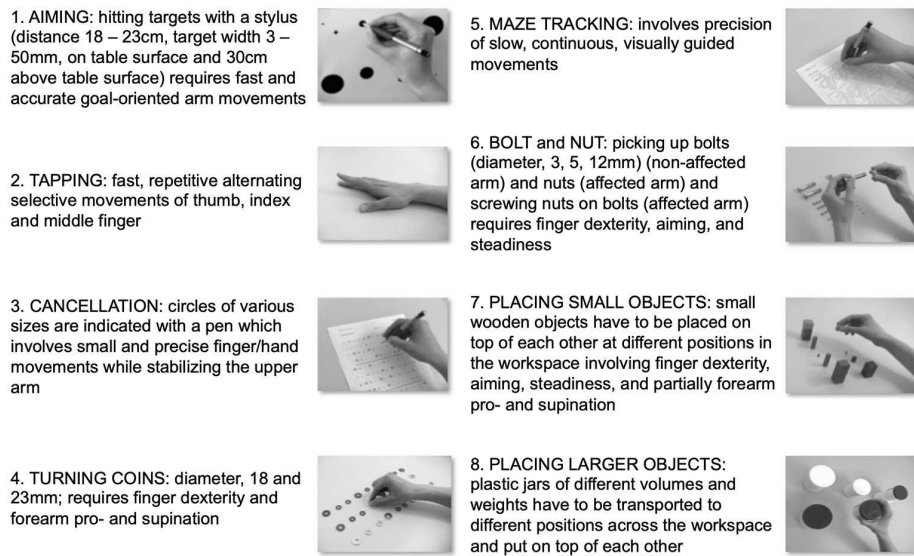 1. AIMING: hitting targets with a stylus
(distance 18 – 23cm, target width 3 –
50mm, on table surface and 30cm
above table surface) requires fast and
accurate goal-oriented arm movements
2. TAPPING: fast, repetitive alternating
selective movements of thumb, index
and middle finger
3. CANCELLATION: circles of various
sizes are indicated with a pen which
involves small and precise finger/hand
movements while stabilizing the upper
arm
4. TURNING COINS: diameter, 18 and
23mm; requires finger dexterity and
forearm pro- and supination
5. MAZE TRACKING: involves precision
of slow, continuous, visually guided
movements
6. BOLT and NUT: picking up bolts
(diameter, 3, 5, 12mm) (non-affected
arm) and nuts (affected arm) and
screwing nuts on bolts (affected arm)
requires finger dexterity, aiming, and
steadiness
7. PLACING SMALL OBJECTS: small
wooden objects have to be placed on
top of each other at different positions in
the workspace involving finger dexterity,
aiming, steadiness, and partially forearm
pro- and supination
8. PLACING LARGER OBJECTS:
plastic jars of different volumes and
weights have to be transported to
different positions across the workspace
and put on top of each other